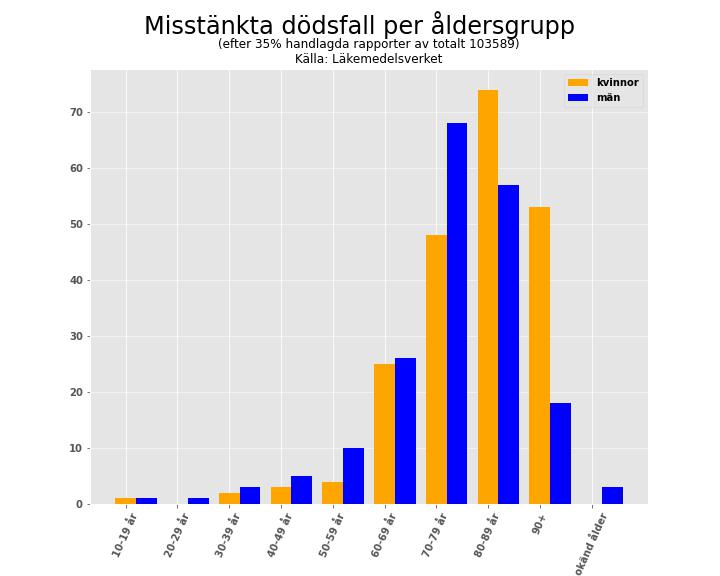 Misstänkta dödsfall per åldersgrupp
(efter 35% handlagda rapporter av totalt 103589)
Källa: Läkemedelsverket
kvinnor
män
70
60
50
40
30
20
10
0
10-19 år
20-29 år
30-39 år
40-49 år
50-59 år
60-69 år
70-79 år
80-89 år
90+
okänd ålder